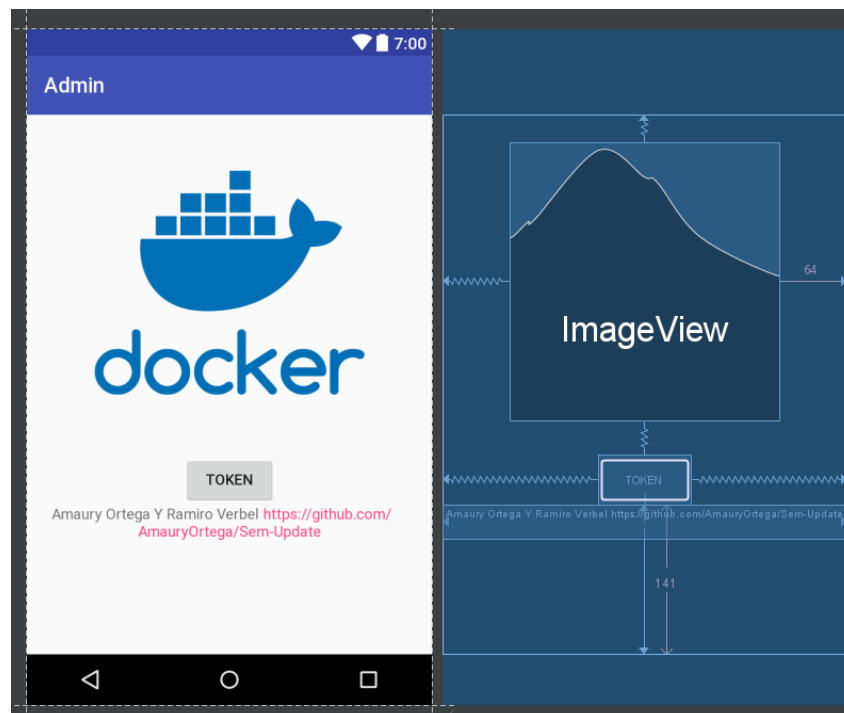 7:00
Admin
docker
TOKEN
Amaury Ortega Y Ramiro Verbel https://github.com/
AmauryOrtega/Sem-Update
64
ImageView
TOKEN
Amaury Ortega Y Ramiro Verbel https://github.com/AmauryOrtega/Sem-Update
141